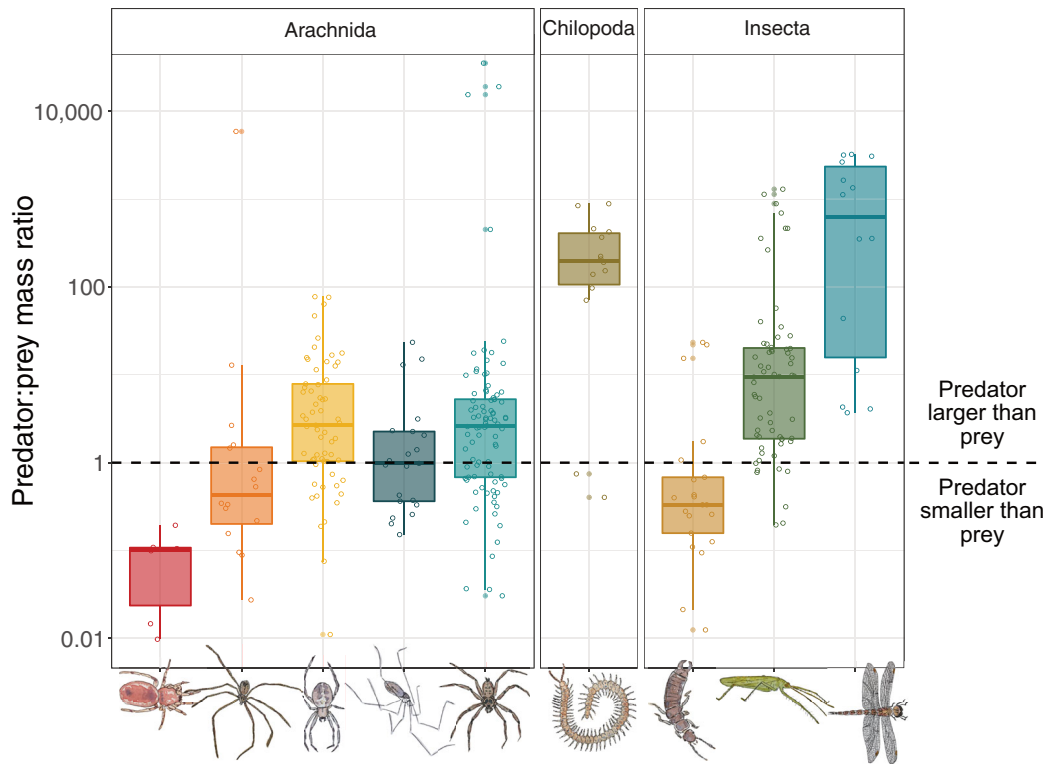 Arachnida
Chilopoda
Insecta
Predator:prey mass ratio
10,000
100
1
0.01
Predator
larger than
prey
Predator
smaller than
prey